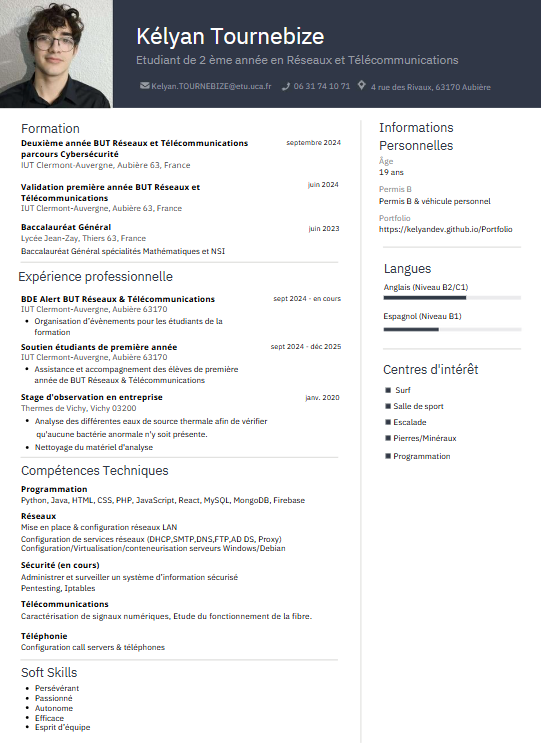 Kélyan Tournebize
Etudiant de 2 ème année en Réseaux et Télécommunications
Kelyan.TOURNEBIZE@etu.uca.fr 06 31 74 10 71 4 rue des Rivaux, 63170 Aubière
Formation
Deuxième année BUT Réseaux et Télécommunications septembre 2024
parcours Cybersécurité
IUT Clermont-Auvergne, Aubière 63, France
Validation première année BUT Réseaux et juin 2024
Télécommunications
IUT Clermont-Auvergne, Aubière 63, France
Baccalauréat Général juin 2023
Lycée Jean-Zay, Thiers 63, France
Baccalauréat Général spécialités Mathématiques et NSI
Expérience professionnelle
BDE Alert BUT Réseaux & Télécommunications sept 2024 - en cours
IUT Clermont-Auvergne, Aubière 63170
• Organisation d'évènements pour les étudiants de la
formation
Soutien étudiants de première année sept 2024 - déc 2025
IUT Clermont-Auvergne, Aubière 63170
• Assistance et accompagnement des élèves de première
année de BUT Réseaux & Télécommunications
Stage d'observation en entreprise janv. 2020
Thermes de Vichy, Vichy 03200
• Analyse des différentes eaux de source thermale afin de vérifier
qu'aucune bactérie anormale n'y soit présente.
• Nettoyage du matériel d'analyse
Compétences Techniques
Programmation
Python, Java, HTML, CSS, PHP, JavaScript, React, MySQL, MongoDB, Firebase
Réseaux
Mise en place & configuration réseaux LAN
Configuration de services réseaux (DHCP,SMTP,DNS,FTP,AD DS, Proxy)
Configuration/Virtualisation/conteneurisation serveurs Windows/Debian
Sécurité (en cours)
Administrer et surveiller un système d'information sécurisé
Pentesting, Iptables
Télécommunications
Caractérisation de signaux numériques, Etude du fonctionnement de la fibre.
Téléphonie
Configuration call servers & téléphones
Soft Skills
• Persévérant
• Passionné
• Autonome
• Efficace
• Esprit d'équipe
Informations
Personnelles
Âge
19 ans
Permis B
Permis B & véhicule personnel
Portfolio
https://kelyandev.github.io/Portfolio
Langues
Anglais (Niveau B2/C1)
Espagnol (Niveau B1)
Centres d'intérêt
Surf
Salle de sport
Escalade
Pierres/Minéraux
Programmation